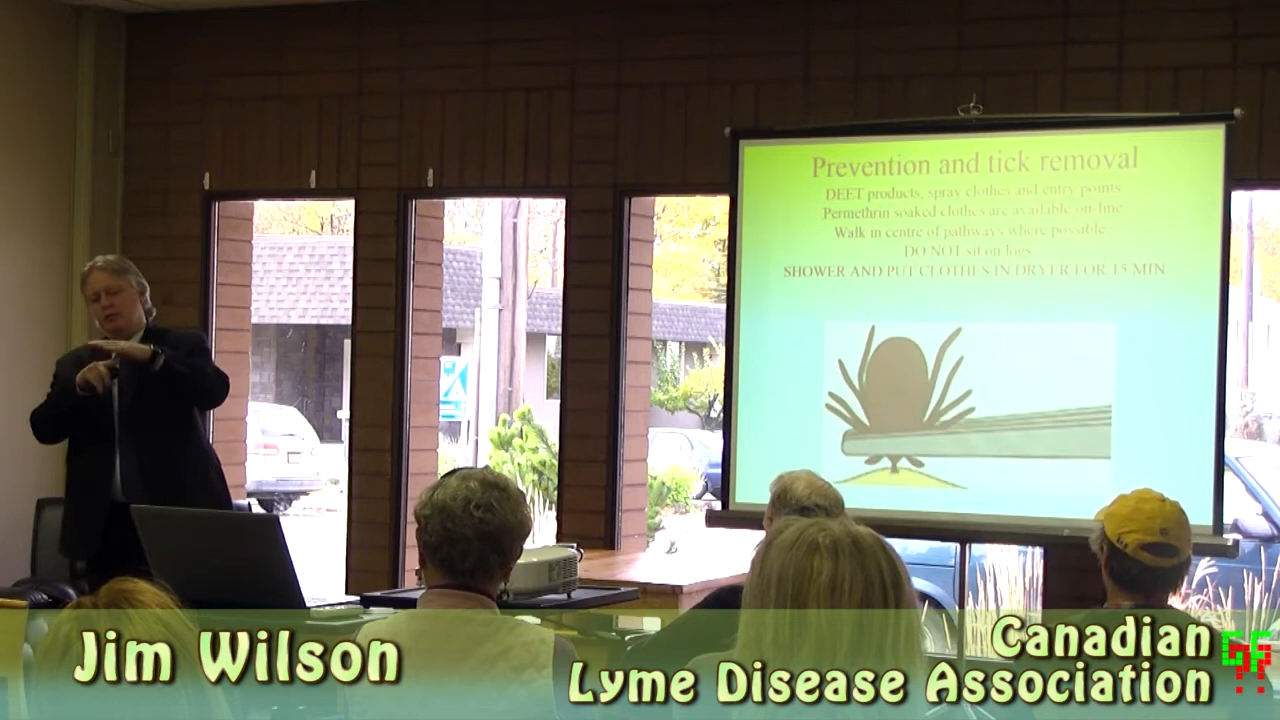 Prevention and tick removal
DEET products, spray clothes and entry points
Permethrin soaked clothes are available on-line
Walk in centre of pathways where possible
DO NOT sit on logs
SHOWER AND PUT CLOTHES IN DRYER FOR 15 MIN
Jim Wilson
Canadian
Lyme Disease Association